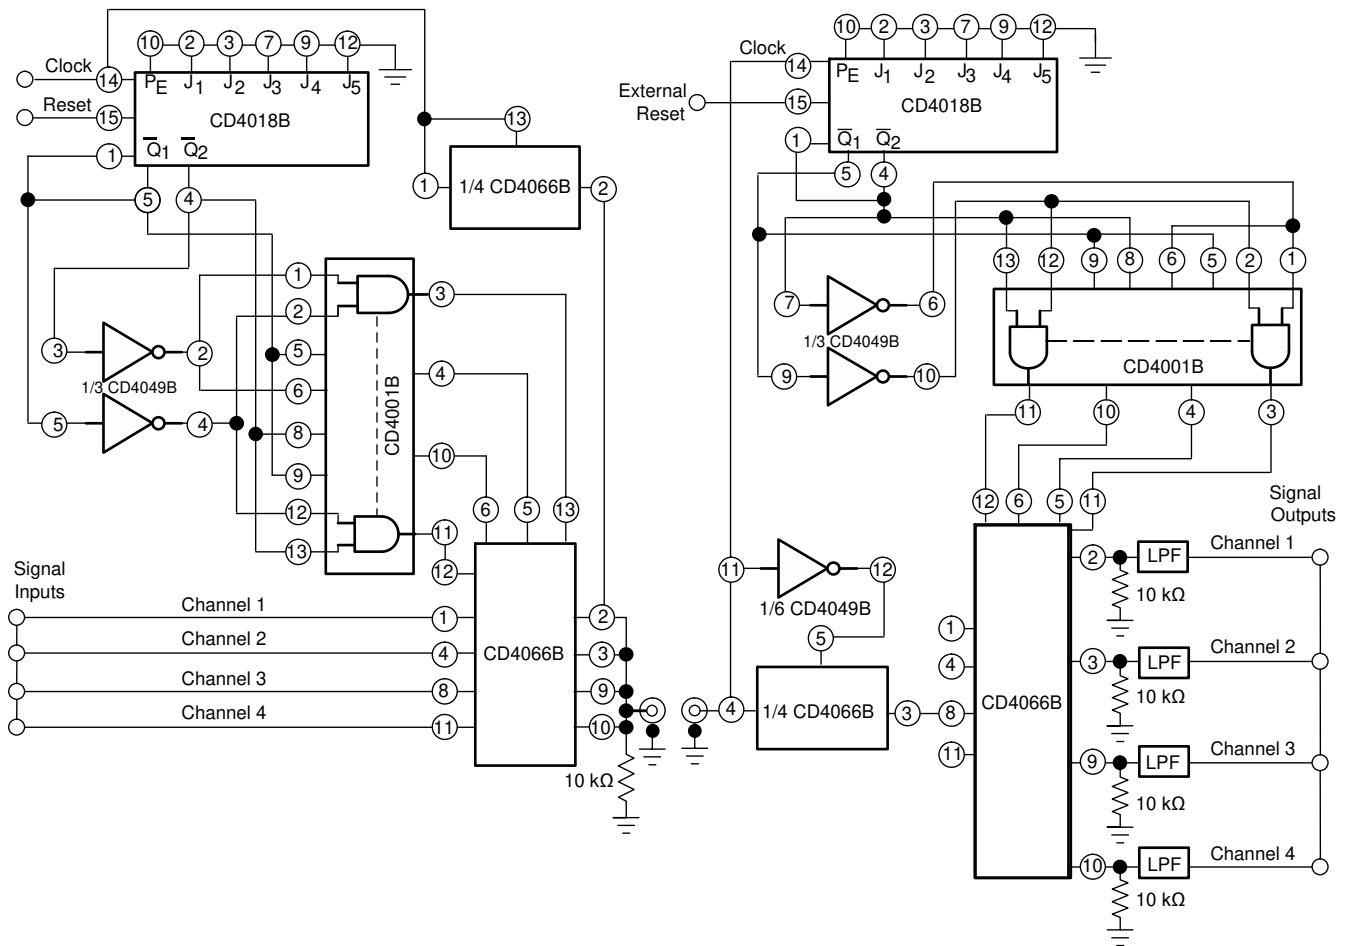 10 2 3 7 9 12
Clock 14 PE J1 J2 J3 J4 J5
Reset 15 CD4018B
1 Q̅1 Q̅2
5 4
13
1 1/4 CD4066B 2
3 2
1/3 CD4049B
5 4
1
2
5
6
8
9
12
13
CD4001B
3
4
10
11
6 5 13
12
Signal
Inputs
Channel 1 1
Channel 2 4
Channel 3 8
Channel 4 11
CD4066B
2
3
9
10
10 kΩ
10 2 3 7 9 12
Clock 14 PE J1 J2 J3 J4 J5
External
Reset 15 CD4018B
1 Q̅1 Q̅2
5 4
13 12 9 8 6 5 2 1
7 6
1/3 CD4049B
9 10
CD4001B
11 10 4 3
12 6 5 11
11 12
1/6 CD4049B
5
4 1/4 CD4066B 3
1
4
8
11
CD4066B
Signal
Outputs
2 LPF Channel 1
10 kΩ
3 LPF Channel 2
10 kΩ
9 LPF Channel 3
10 kΩ
10 LPF Channel 4
10 kΩ